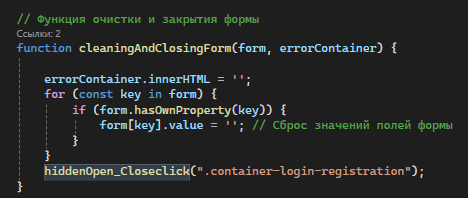 // Функция очистки и закрытия формы
Ссылки: 2
function cleaningAndClosingForm(form, errorContainer) {
errorContainer.innerHTML = '';
for (const key in form) {
if (form.hasOwnProperty(key)) {
form[key].value = ''; // Сброс значений полей формы
}
}
hiddenOpen_Closeclick(".container-login-registration");
}